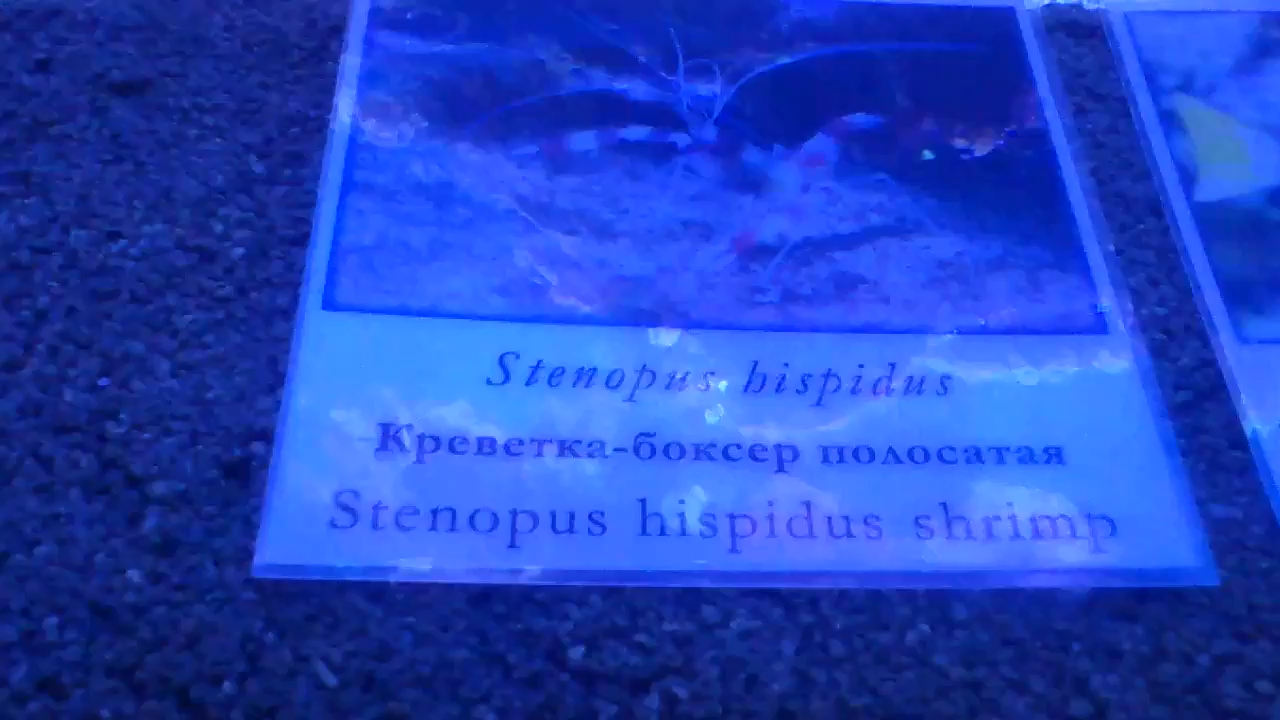 Stenopus hispidus
Креветка-боксер полосатая
Stenopus hispidus shrimp